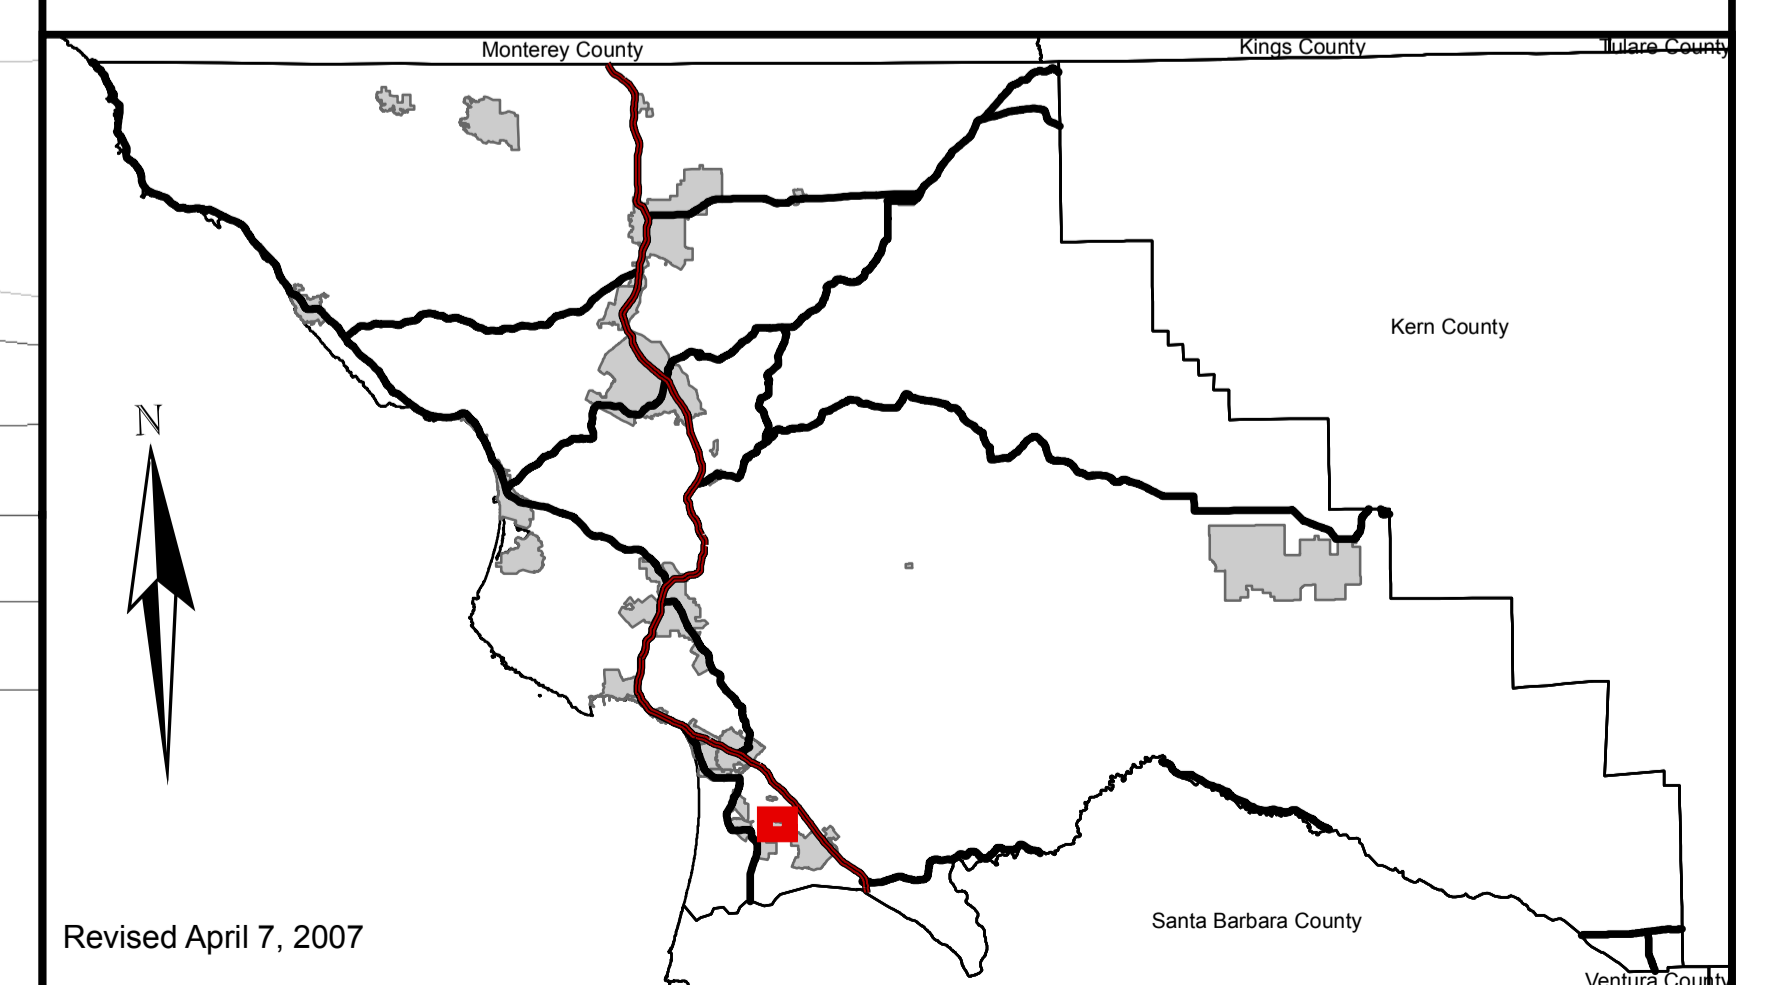 Monterey County
Kings County
Tulare County
Kern County
N
Santa Barbara County
Revised April 7, 2007
Ventura County